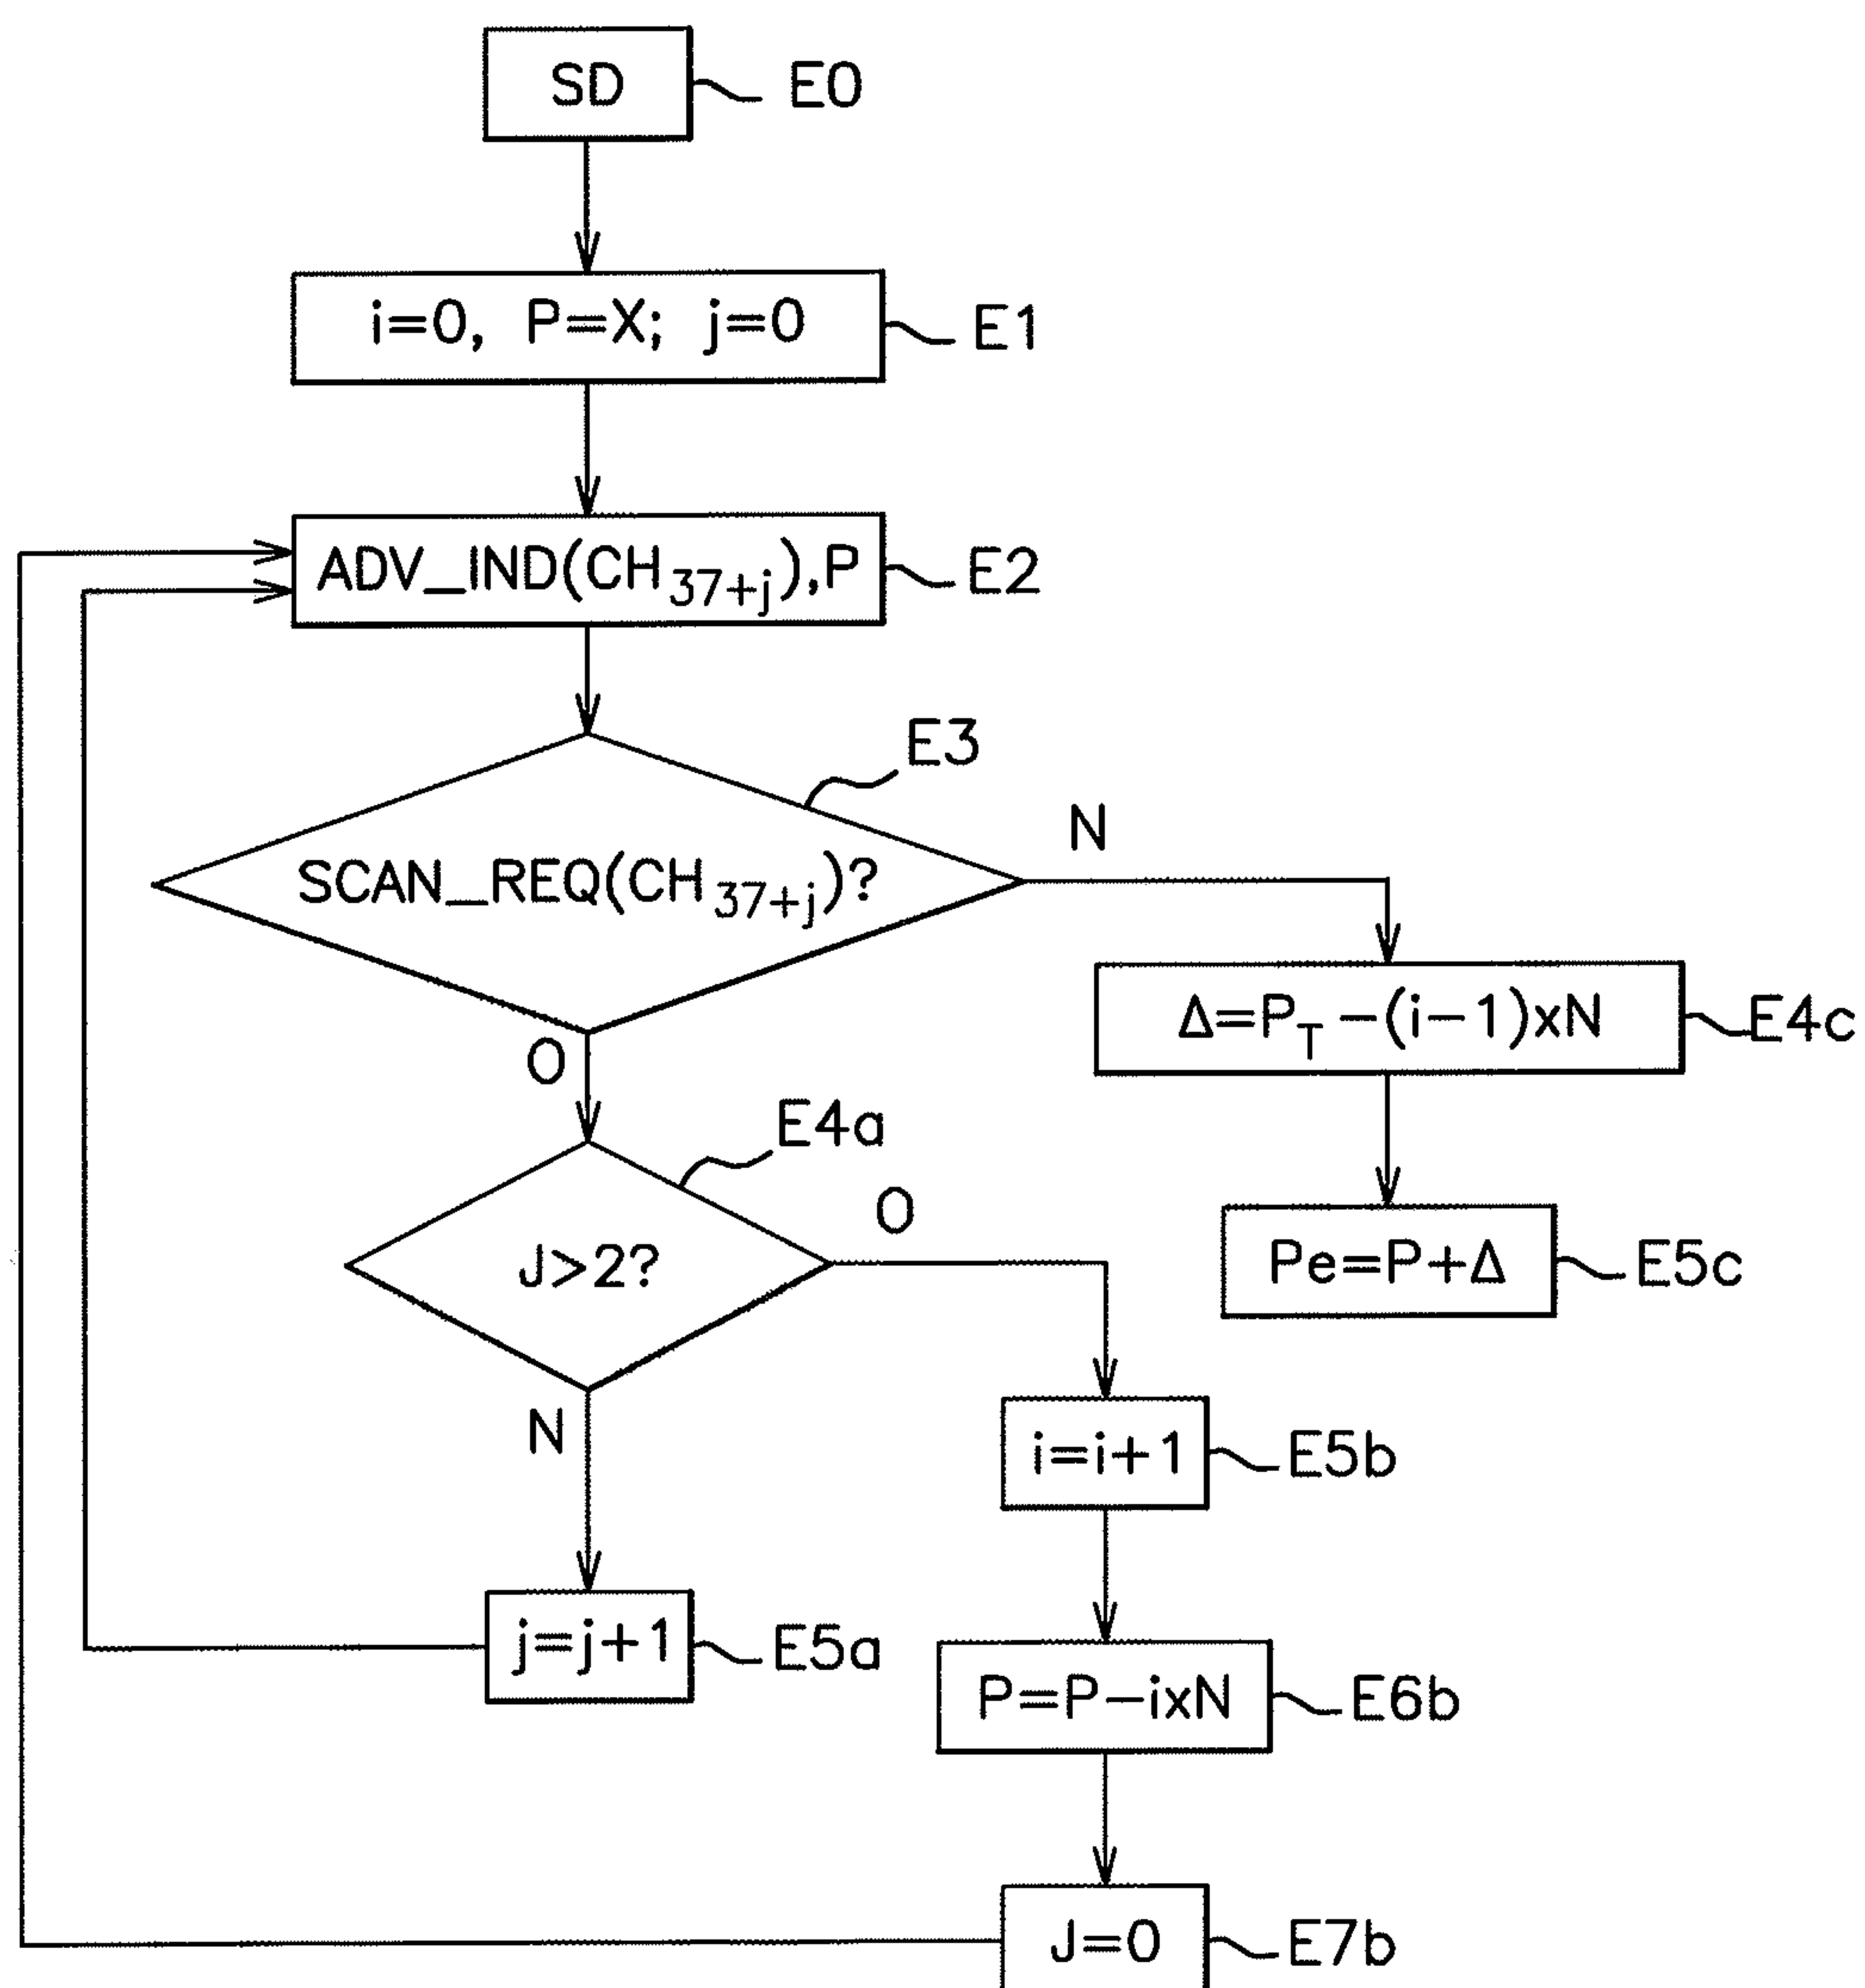 SD
E0
i=0, P=X; j=0
E1
ADV_IND(CH37+j),P
E2
E3
SCAN_REQ(CH37+j)?
N
O
Δ=PT-(i-1)xN
E4c
E4a
J>2?
O
N
Pe=P+Δ
E5c
i=i+1
E5b
j=j+1
E5a
P=P-ixN
E6b
J=0
E7b